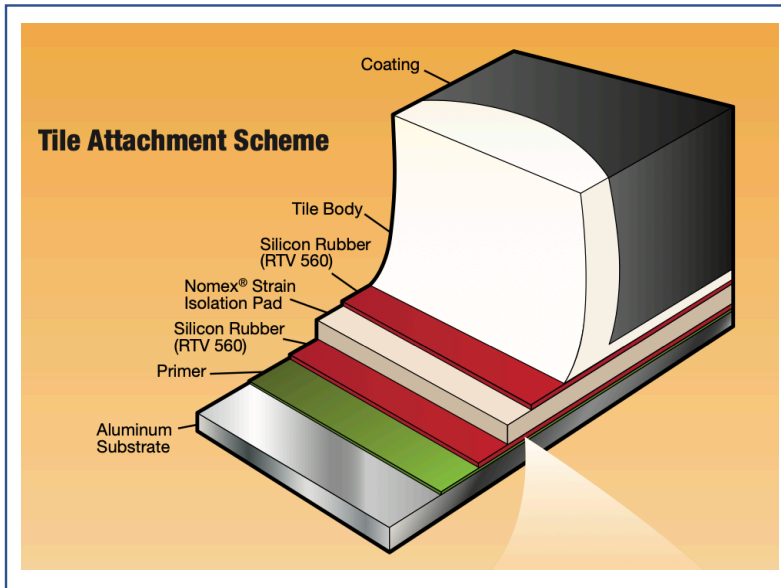 Coating
Tile Attachment Scheme
Tile Body
Silicon Rubber
(RTV 560)
Nomex® Strain
Isolation Pad
Silicon Rubber
(RTV 560)
Primer
Aluminum
Substrate